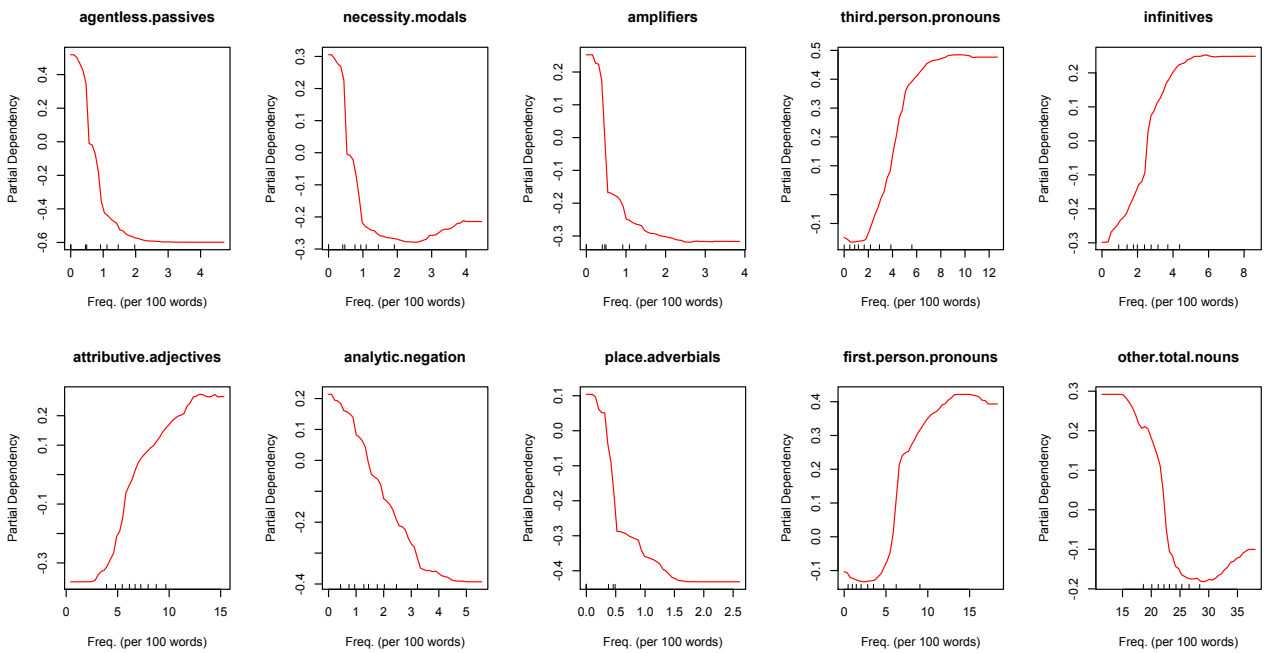 agentless.passives
Partial Dependency
0.4
0.2
0.0
-0.2
-0.4
-0.6
0 1 2 3 4
Freq. (per 100 words)
necessity.modals
Partial Dependency
0.3
0.2
0.1
0.0
-0.1
-0.2
-0.3
0 1 2 3 4
Freq. (per 100 words)
amplifiers
Partial Dependency
0.2
0.1
0.0
-0.1
-0.2
-0.3
0 1 2 3 4
Freq. (per 100 words)
third.person.pronouns
Partial Dependency
0.5
0.4
0.3
0.2
0.1
-0.1
0 2 4 6 8 10 12
Freq. (per 100 words)
infinitives
Partial Dependency
0.2
0.1
0.0
-0.1
-0.2
-0.3
0 2 4 6 8
Freq. (per 100 words)
attributive.adjectives
Partial Dependency
0.2
0.1
-0.1
-0.3
0 5 10 15
Freq. (per 100 words)
analytic.negation
Partial Dependency
0.2
0.1
0.0
-0.2
-0.4
0 1 2 3 4 5
Freq. (per 100 words)
place.adverbials
Partial Dependency
0.1
0.0
-0.1
-0.2
-0.3
-0.4
0.0 0.5 1.0 1.5 2.0 2.5
Freq. (per 100 words)
first.person.pronouns
Partial Dependency
0.4
0.3
0.2
0.1
0.0
-0.1
0 5 10 15
Freq. (per 100 words)
other.total.nouns
Partial Dependency
0.3
0.2
0.1
0.0
-0.1
-0.2
15 20 25 30 35
Freq. (per 100 words)